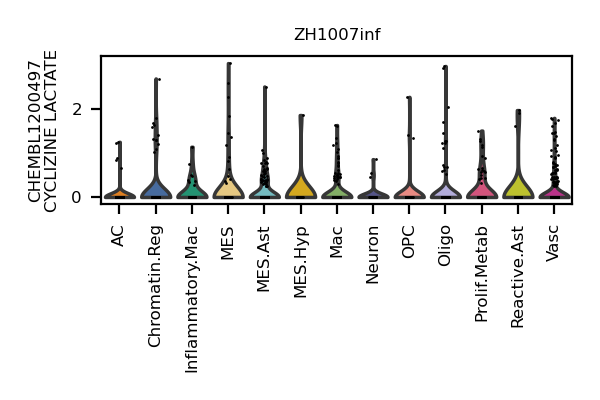 ZH1007inf
CHEMBL1200497
CYCLIZINE LACTATE
2
0
AC
Chromatin.Reg
Inflammatory.Mac
MES
MES.Ast
MES.Hyp
Mac
Neuron
OPC
Oligo
Prolif.Metab
Reactive.Ast
Vasc